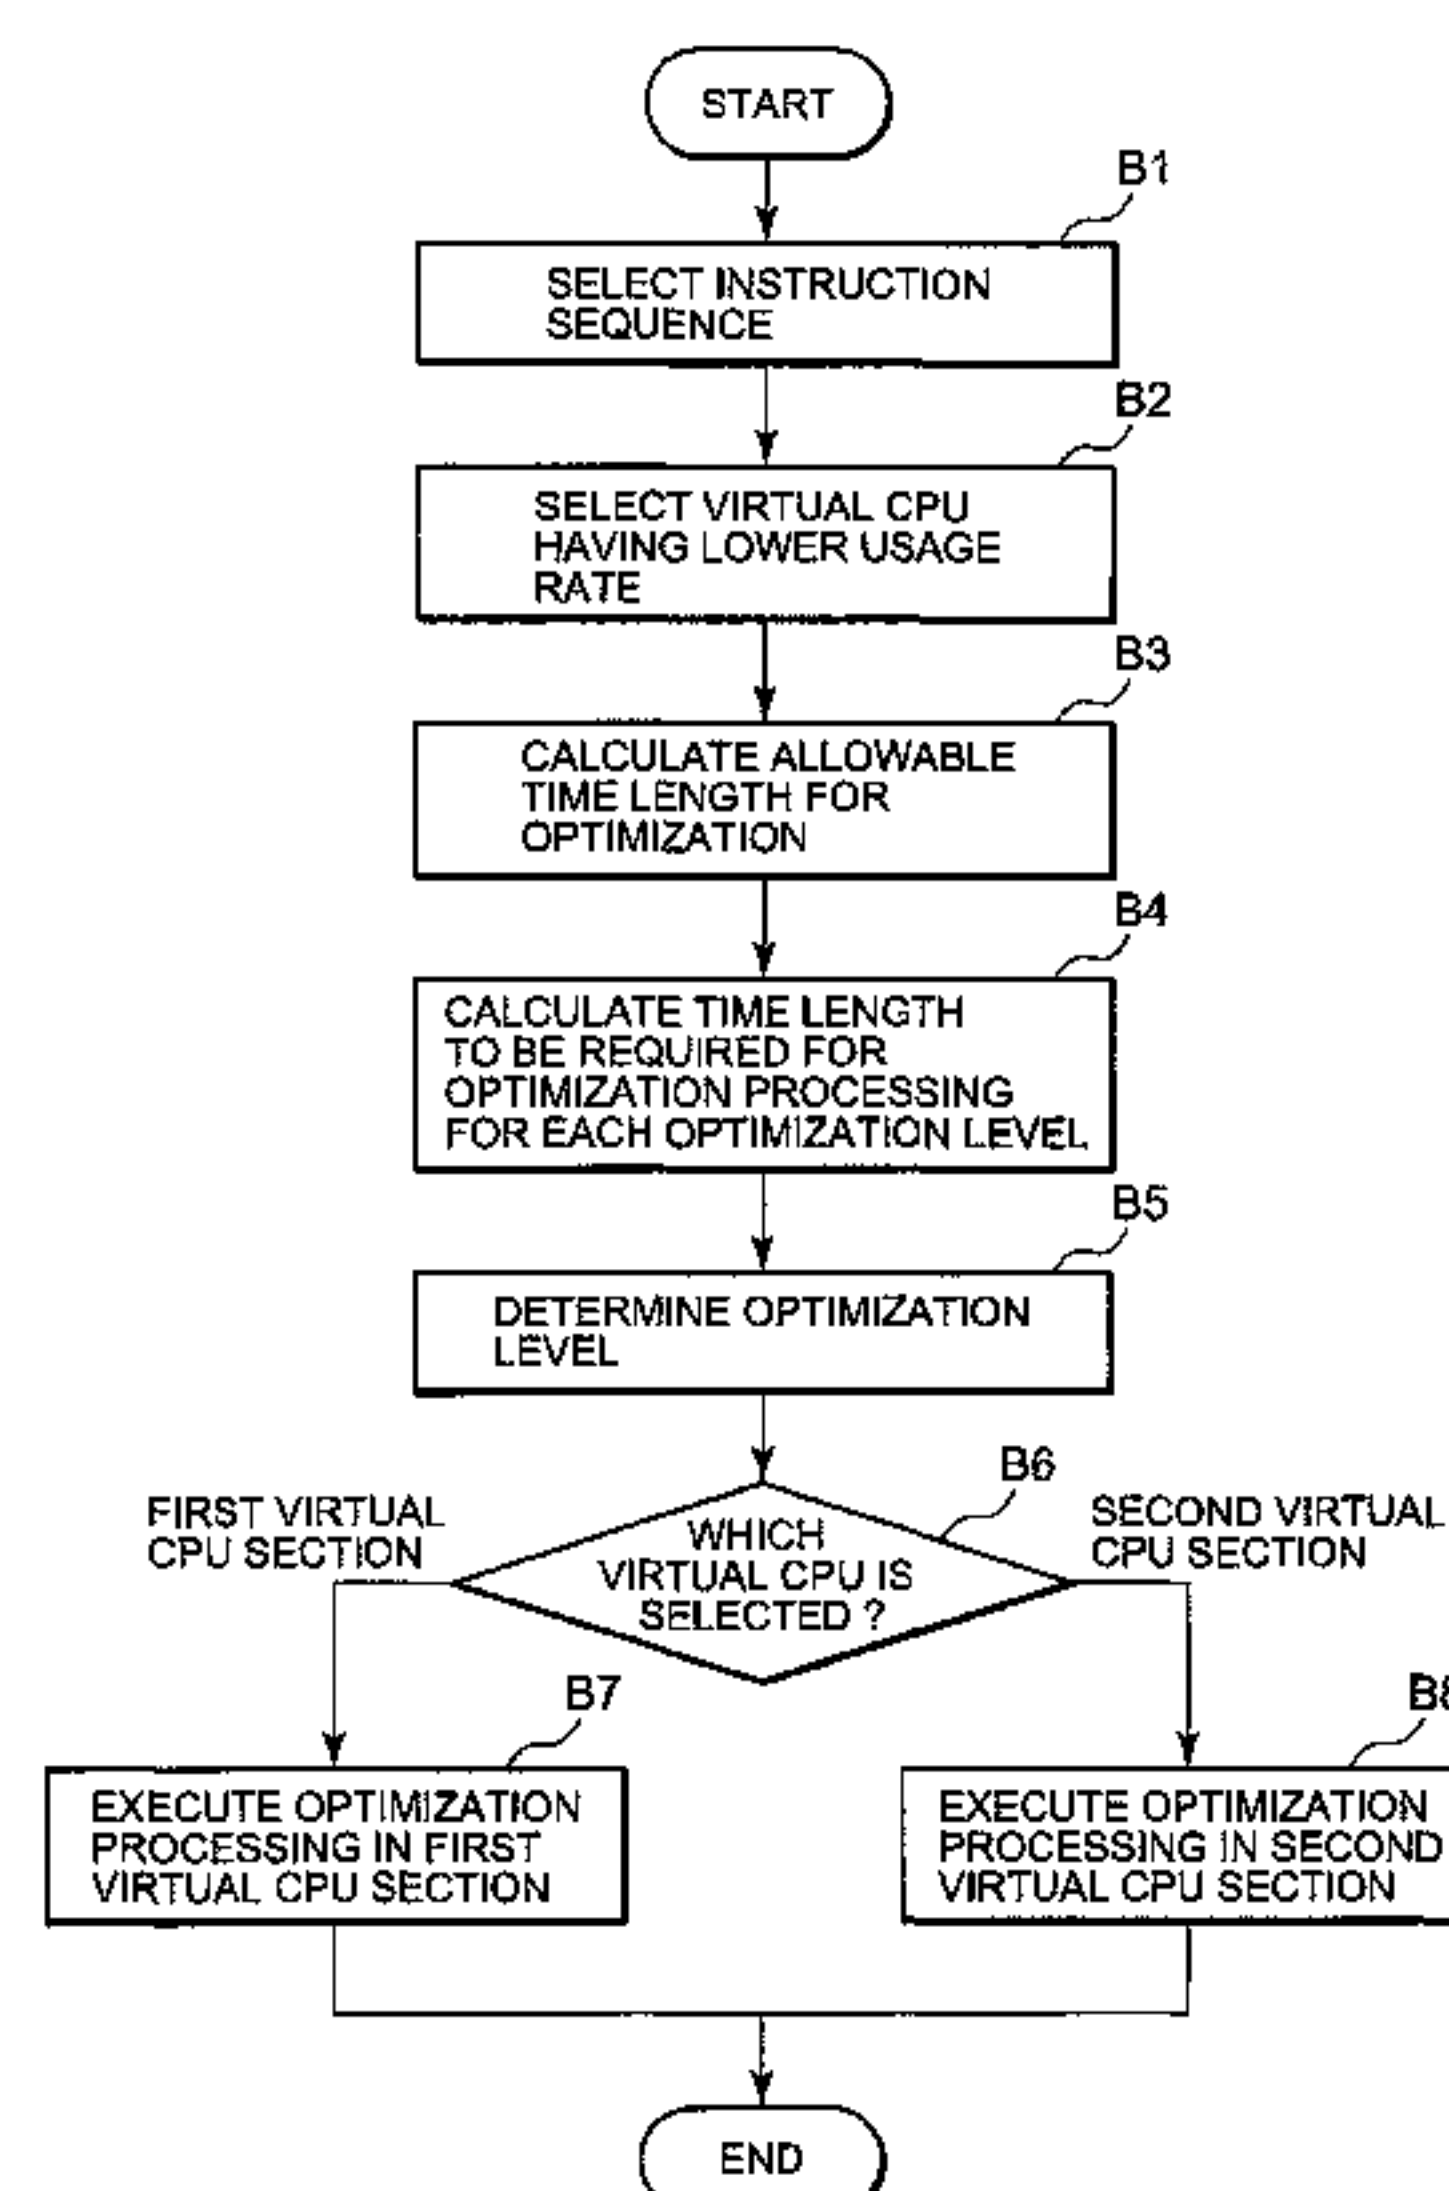 START
B1
SELECT INSTRUCTION
SEQUENCE
B2
SELECT VIRTUAL CPU
HAVING LOWER USAGE
RATE
B3
CALCULATE ALLOWABLE
TIME LENGTH FOR
OPTIMIZATION
B4
CALCULATE TIME LENGTH
TO BE REQUIRED FOR
OPTIMIZATION PROCESSING
FOR EACH OPTIMIZATION LEVEL
B5
DETERMINE OPTIMIZATION
LEVEL
B6
FIRST VIRTUAL
CPU SECTION
WHICH
VIRTUAL CPU IS
SELECTED ?
SECOND VIRTUAL
CPU SECTION
B7
EXECUTE OPTIMIZATION
PROCESSING IN FIRST
VIRTUAL CPU SECTION
B8
EXECUTE OPTIMIZATION
PROCESSING IN SECOND
VIRTUAL CPU SECTION
END